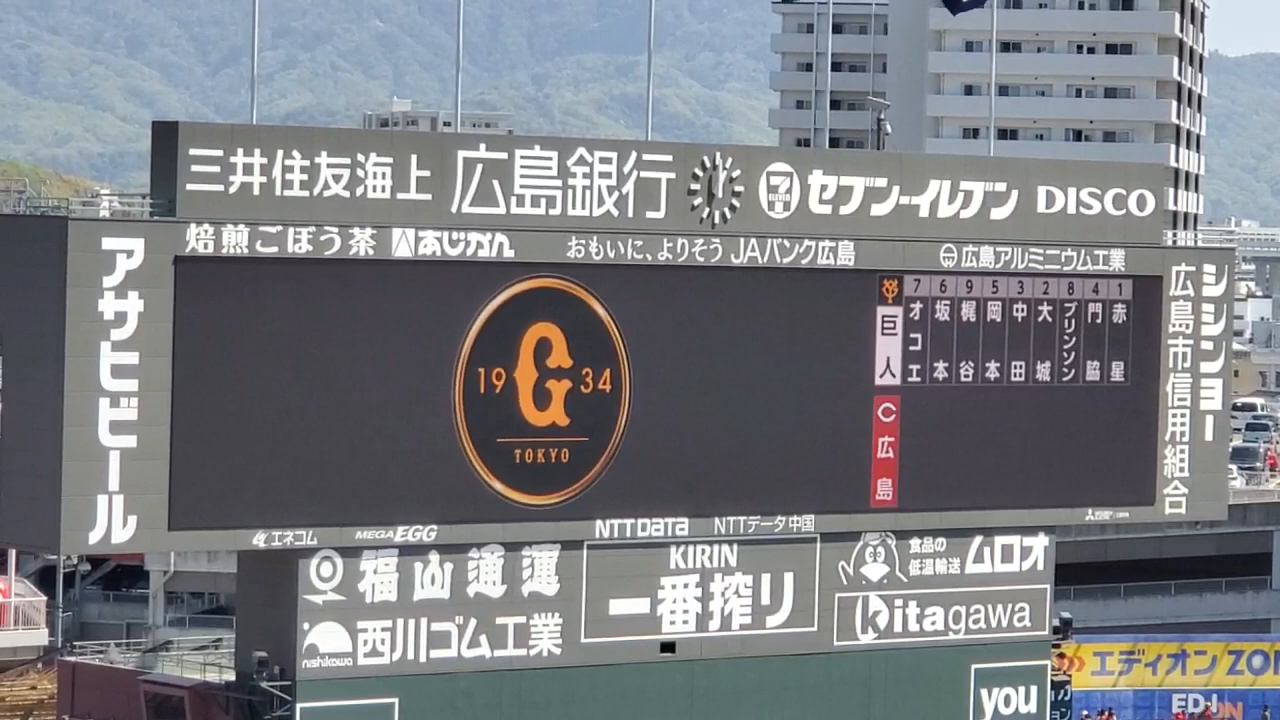 三井住友海上 広島銀行 7 ELEVEN セブン-イレブン DISCO
焙煎ごぼう茶 あじかん おもいに、よりそう JAバンク広島 広島アルミニウム工業
アサヒビール
19 G 34
TOKYO
巨人
7 オコエ
6 坂本
9 梶谷
5 岡本
3 中田
2 大城
8 ブリンソン
4 門脇
1 赤星
C 広島
シシンヨー
広島市信用組合
エネコム MEGA EGG NTT DATA NTTデータ中国
福山通運
nishikawa 西川ゴム工業
KIRIN
一番搾り
食品の
低温輸送 ムロオ
kitagawa
エディオン ZO
you